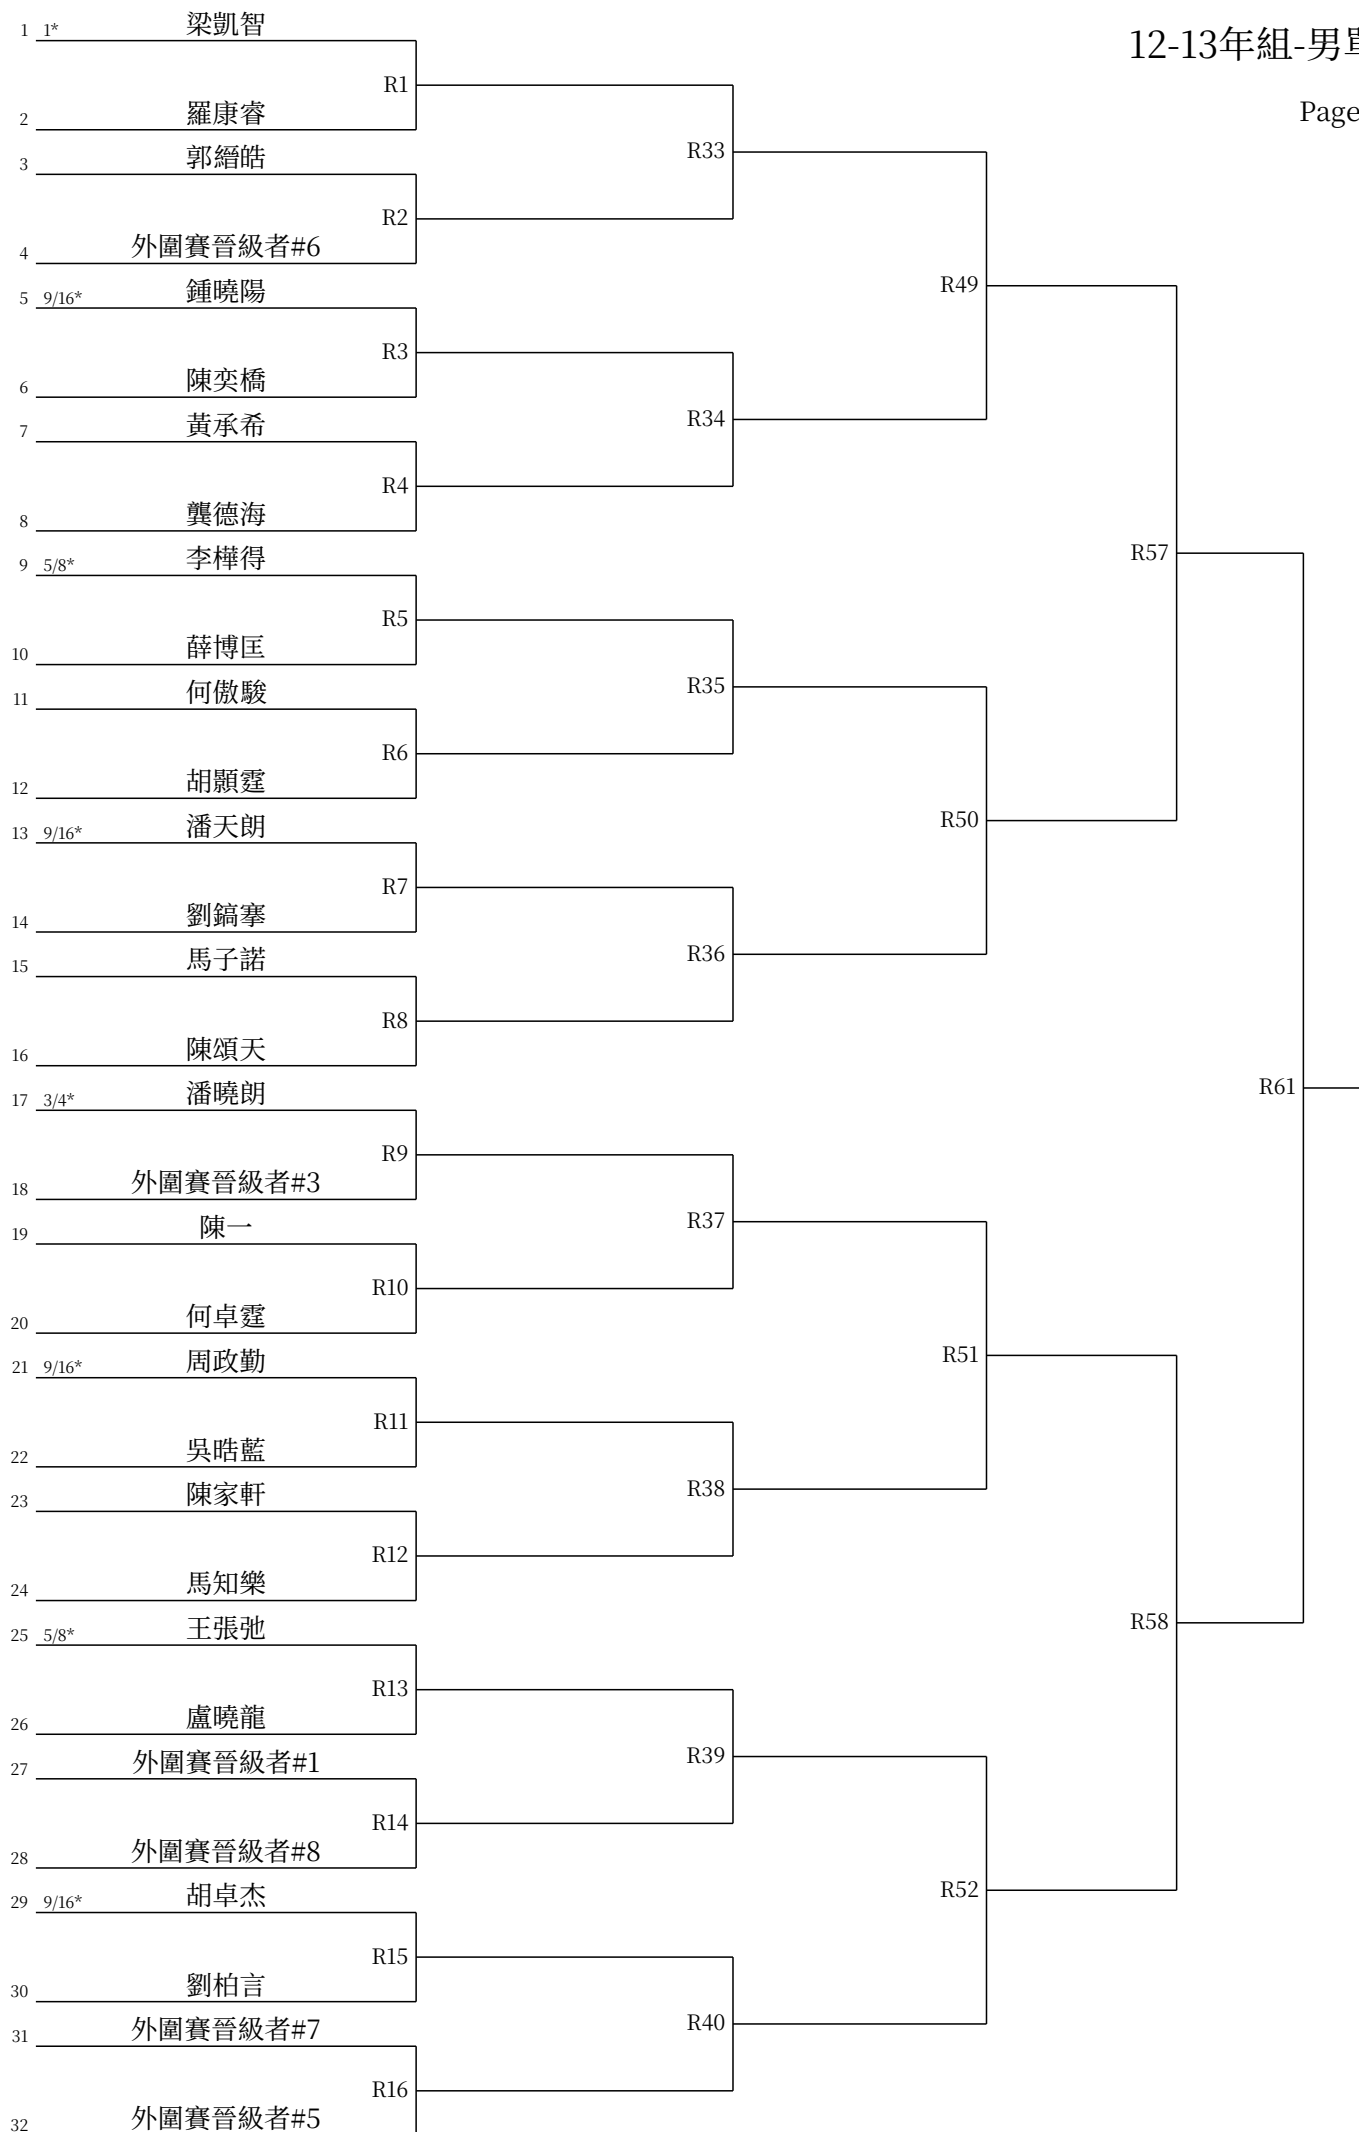 12-13年組-男單
Page
1 1* 梁凱智
R1
2 羅康睿
R33
3 郭縉皓
R2
4 外圍賽晉級者#6
R49
5 9/16* 鍾曉陽
R3
6 陳奕橋
R34
7 黃承希
R4
8 龔德海
R57
9 5/8* 李樺得
R5
10 薛博匡
R35
11 何傲駿
R6
12 胡顥霆
R50
13 9/16* 潘天朗
R7
14 劉鎬搴
R36
15 馬子諾
R8
16 陳頌天
R61
17 3/4* 潘曉朗
R9
18 外圍賽晉級者#3
R37
19 陳一
R10
20 何卓霆
R51
21 9/16* 周政勤
R11
22 吳晧藍
R38
23 陳家軒
R12
24 馬知樂
R58
25 5/8* 王張弛
R13
26 盧曉龍
R39
27 外圍賽晉級者#1
R14
28 外圍賽晉級者#8
R52
29 9/16* 胡卓杰
R15
30 劉柏言
R40
31 外圍賽晉級者#7
R16
32 外圍賽晉級者#5